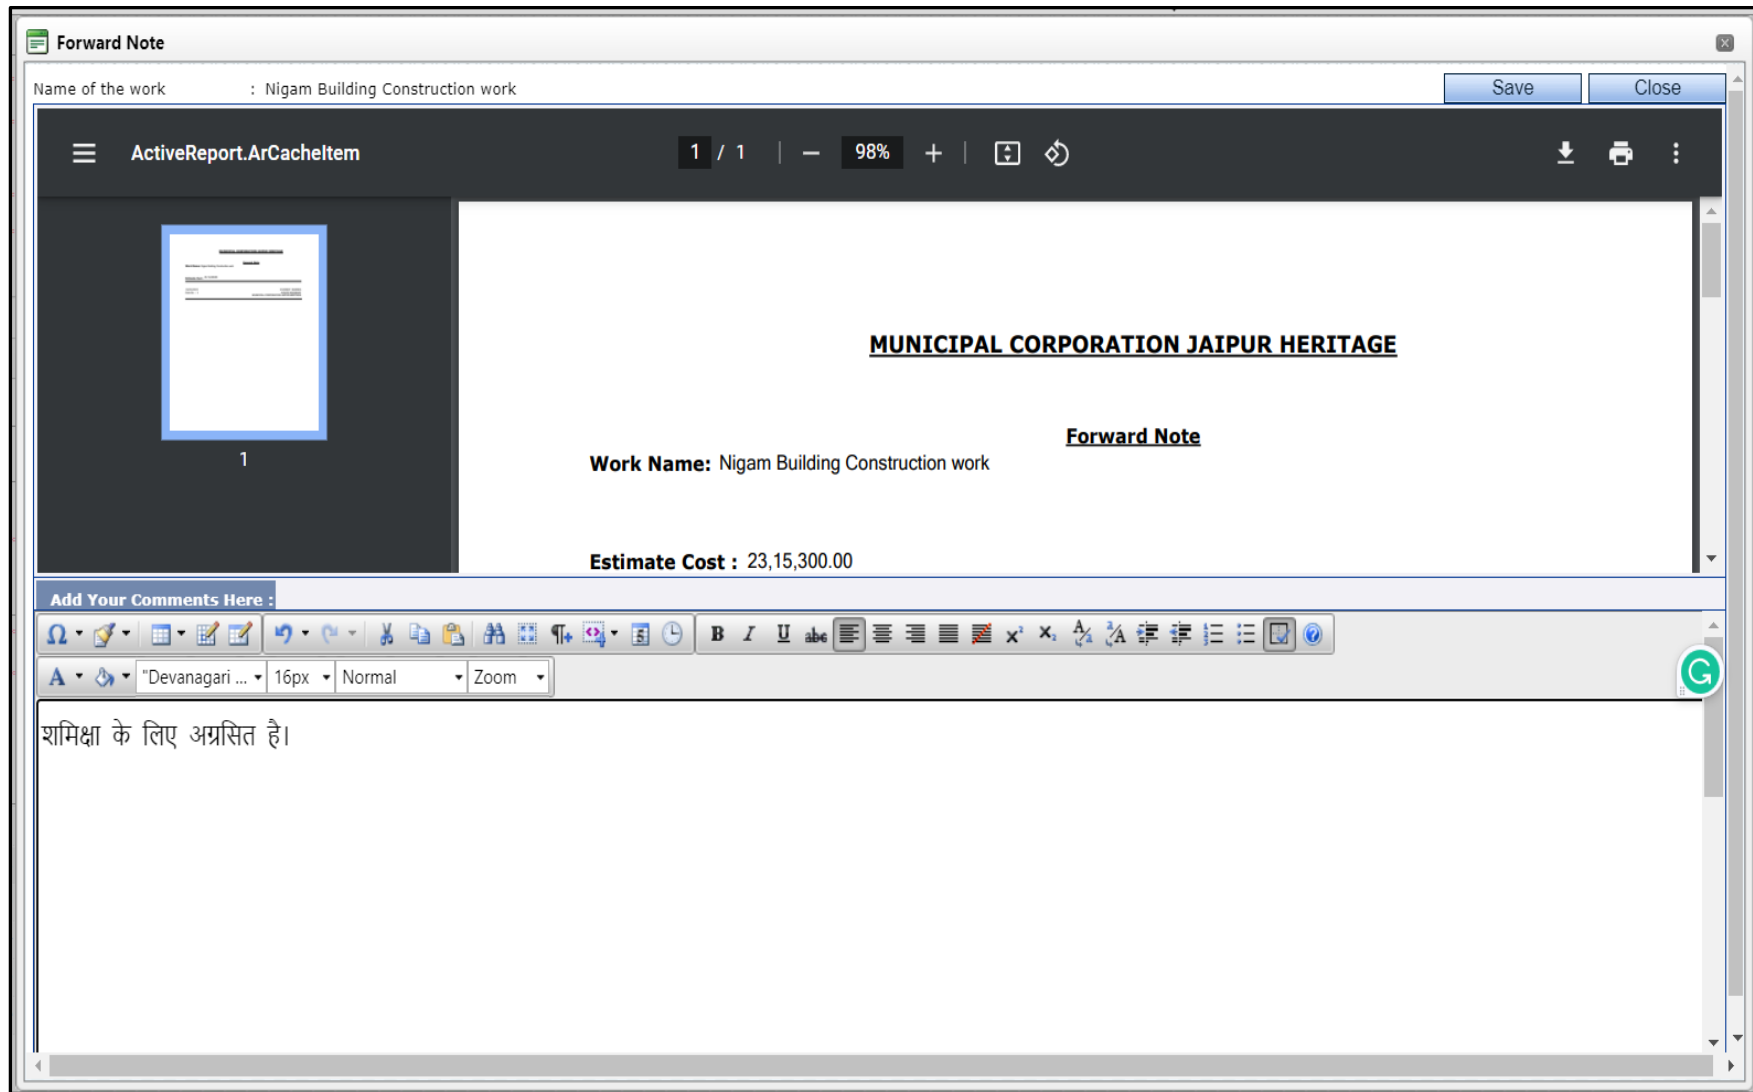 Forward Note
Name of the work : Nigam Building Construction work
Save
Close
ActiveReport.ArCacheItem
1 / 1
98%
1
MUNICIPAL CORPORATION JAIPUR HERITAGE
Forward Note
Work Name: Nigam Building Construction work
Estimate Cost : 23,15,300.00
Add Your Comments Here :
"Devanagari ... 16px Normal Zoom
शमिक्षा के लिए अग्रसित है।